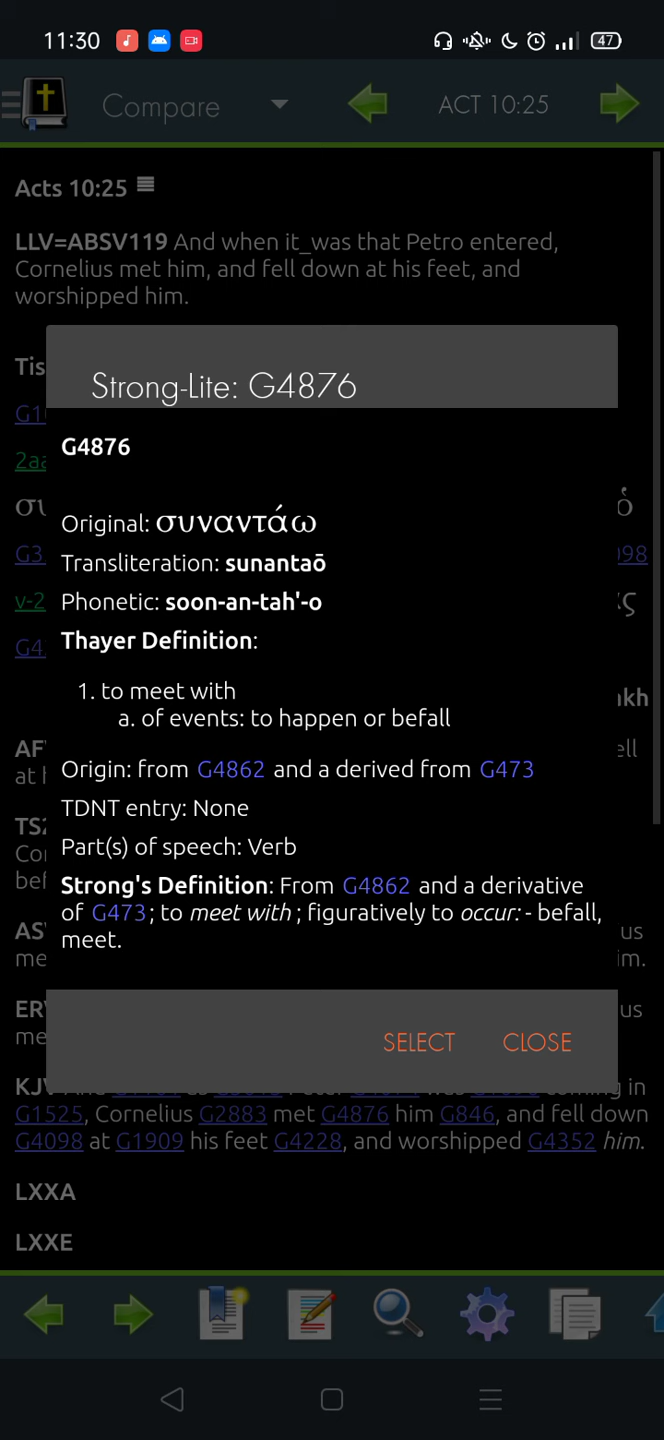 11:30
47
Compare
ACT 10:25
Acts 10:25
LLV=ABSV119 And when it_was that Petro entered,
Cornelius met him, and fell down at his feet, and
worshipped him.
Strong-Lite: G4876
G4876
Original: συναντάω
Transliteration: sunantaō
Phonetic: soon-an-tah'-o
Thayer Definition:
1. to meet with
a. of events: to happen or befall
Origin: from G4862 and a derived from G473
TDNT entry: None
Part(s) of speech: Verb
Strong's Definition: From G4862 and a derivative
of G473; to meet with ; figuratively to occur: - befall,
meet.
SELECT CLOSE
G1525, Cornelius G2883 met G4876 him G846, and fell down
G4098 at G1909 his feet G4228, and worshipped G4352 him.
LXXA
LXXE